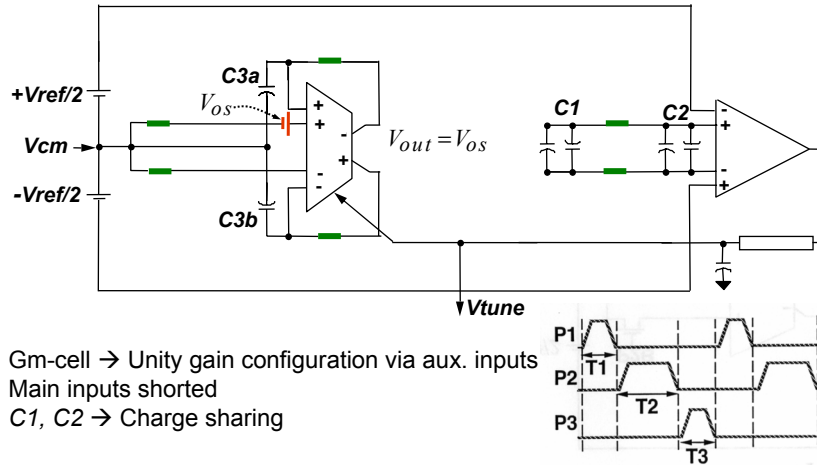 C3a
C1
C2
-
+
-
+
+Vref/2
Vos
+
+
-
+
-
-
Vout = Vos
Vcm
-Vref/2
C3b
Vtune
P1
T1
P2
T2
P3
T3
Gm-cell → Unity gain configuration via aux. inputs
Main inputs shorted
C1, C2 → Charge sharing